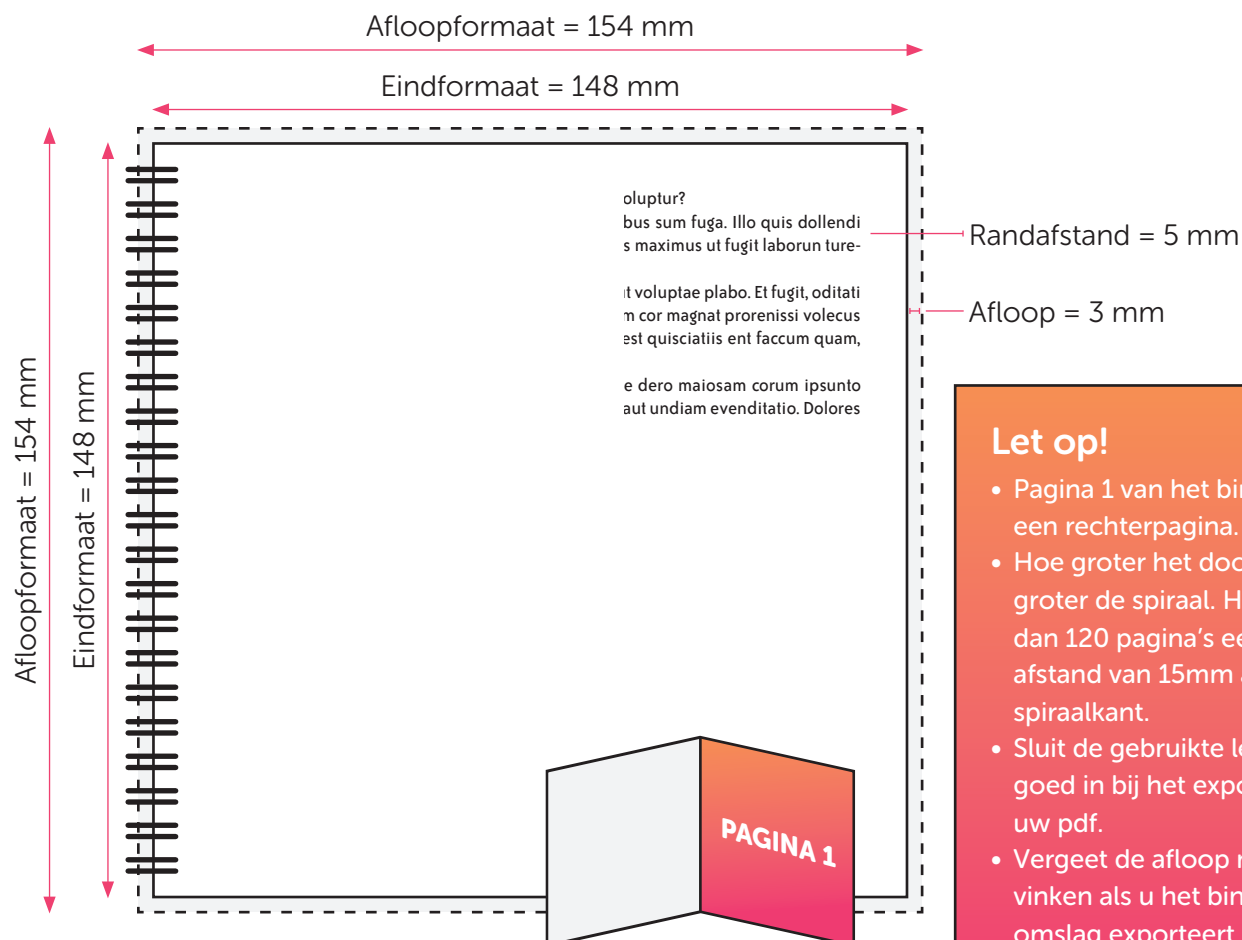 Afloopformaat = 154 mm
Eindformaat = 148 mm
Afloopformaat = 154 mm
Eindformaat = 148 mm
oluptur?
bus sum fuga. Illo quis dollendi
s maximus ut fugit laborun ture-
t voluptae plabo. Et fugit, oditati
m cor magnat prorenissi volecus
est quisciatiis ent faccum quam,
e dero maiosam corum ipsunto
aut undiam evenditatio. Dolores
Randafstand = 5 mm
Afloop = 3 mm
Let op!
• Pagina 1 van het bin
een rechterpagina.
• Hoe groter het doo
groter de spiraal. H
dan 120 pagina's ee
afstand van 15mm a
spiraalkant.
• Sluit de gebruikte le
goed in bij het expo
uw pdf.
• Vergeet de afloop n
vinken als u het bin
omslag exporteert
PAGINA 1